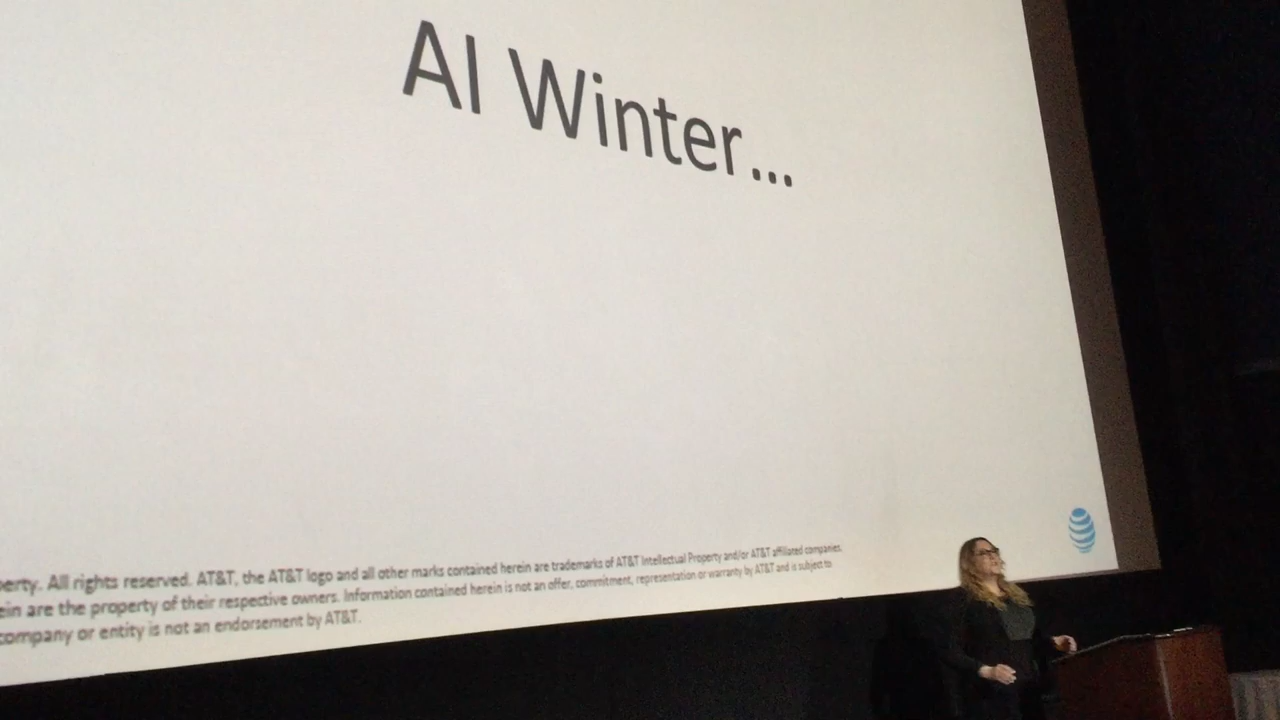 AI Winter...
All rights reserved. AT&T, the AT&T logo and all other marks contained herein are trademarks of AT&T Intellectual Property and/or AT&T affiliated companies.
are the property of their respective owners. Information contained herein is not an offer, commitment, representation or warranty by AT&T and is subject to
company or entity is not an endorsement by AT&T.